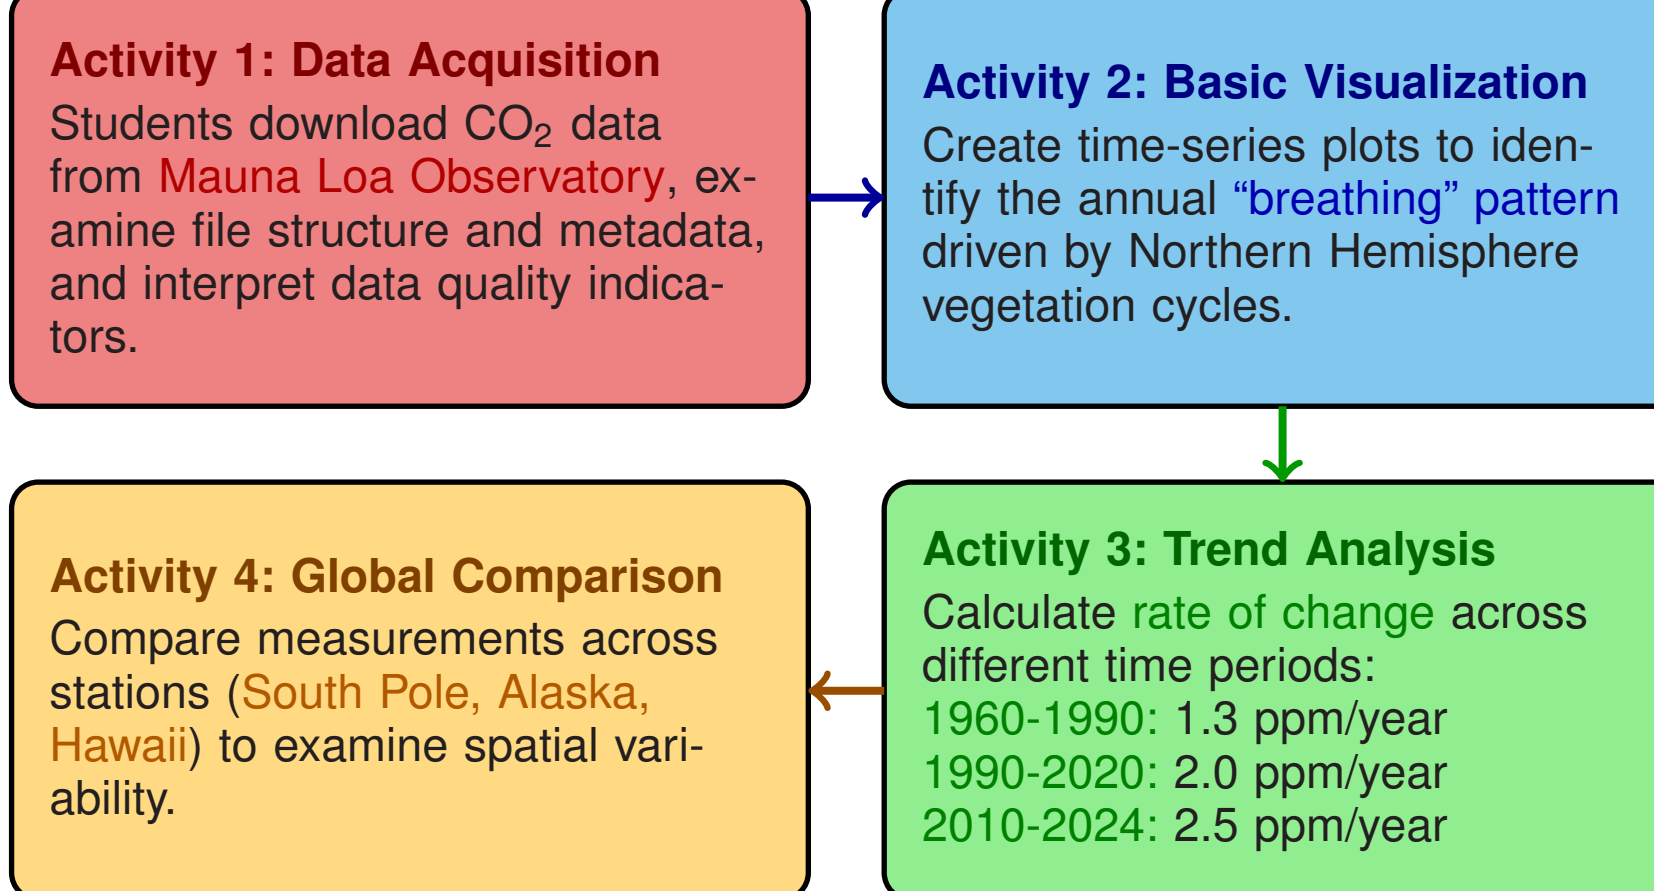 Activity 1: Data Acquisition
Students download CO₂ data
from Mauna Loa Observatory, ex-
amine file structure and metadata,
and interpret data quality indica-
tors.
Activity 2: Basic Visualization
Create time-series plots to iden-
tify the annual “breathing” pattern
driven by Northern Hemisphere
vegetation cycles.
Activity 3: Trend Analysis
Calculate rate of change across
different time periods:
1960-1990: 1.3 ppm/year
1990-2020: 2.0 ppm/year
2010-2024: 2.5 ppm/year
Activity 4: Global Comparison
Compare measurements across
stations (South Pole, Alaska,
Hawaii) to examine spatial vari-
ability.